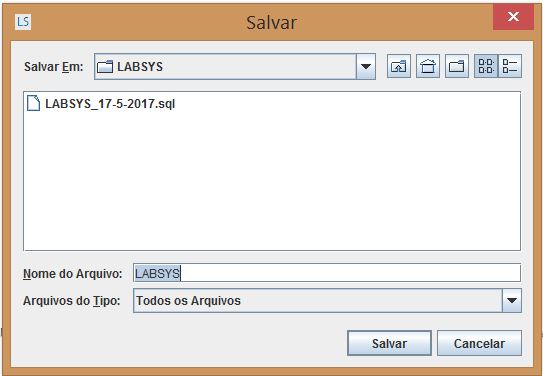 LS
Salvar
Salvar Em: LABSYS
LABSYS_17-5-2017.sql
Nome do Arquivo: LABSYS
Arquivos do Tipo: Todos os Arquivos
Salvar Cancelar